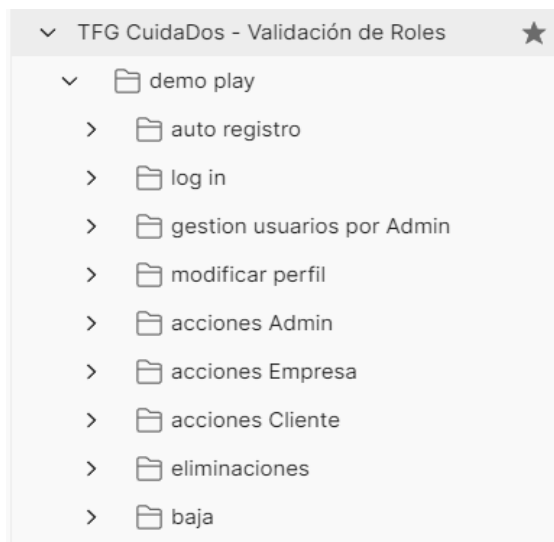 TFG CuidaDos - Validación de Roles
demo play
auto registro
log in
gestion usuarios por Admin
modificar perfil
acciones Admin
acciones Empresa
acciones Cliente
eliminaciones
baja